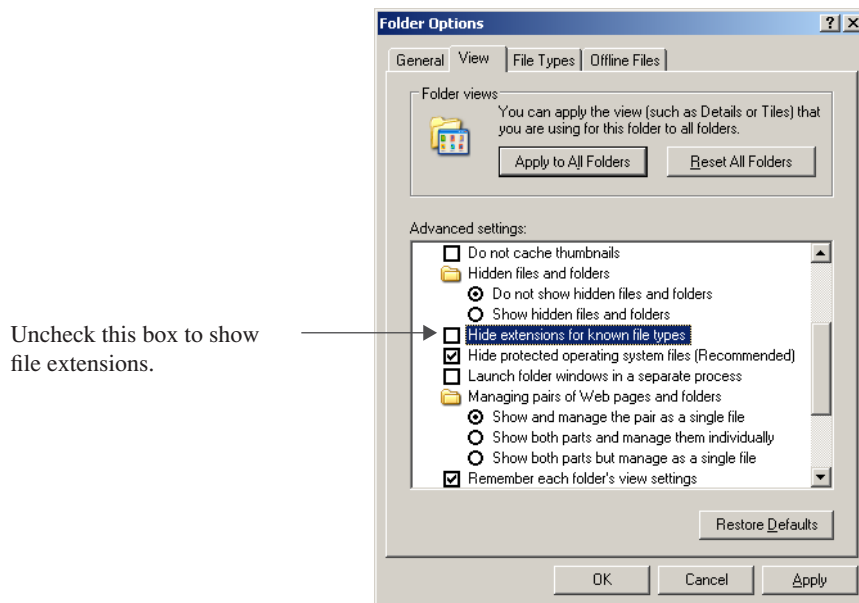 Folder Options
General View File Types Offline Files
Folder views
You can apply the view (such as Details or Tiles) that
you are using for this folder to all folders.
Apply to All Folders Reset All Folders
Advanced settings:
Do not cache thumbnails
Hidden files and folders
Do not show hidden files and folders
Show hidden files and folders
Uncheck this box to show
file extensions.
Hide extensions for known file types
Hide protected operating system files (Recommended)
Launch folder windows in a separate process
Managing pairs of Web pages and folders
Show and manage the pair as a single file
Show both parts and manage them individually
Show both parts but manage as a single file
Remember each folder's view settings
Restore Defaults
OK Cancel Apply